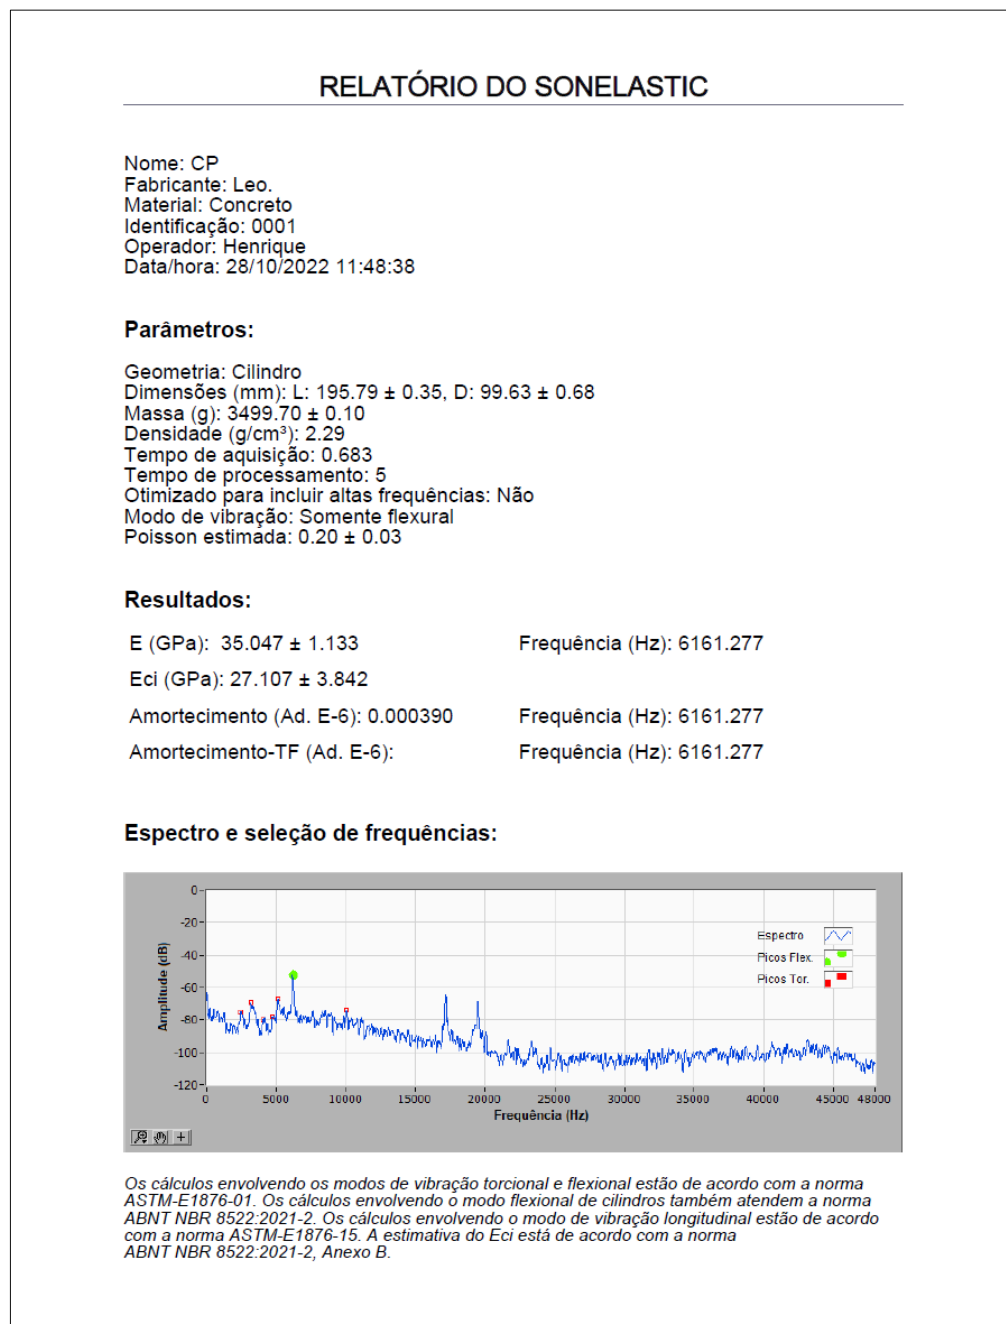 RELATÓRIO DO SONELASTIC
Nome: CP
Fabricante: Leo.
Material: Concreto
Identificação: 0001
Operador: Henrique
Data/hora: 28/10/2022 11:48:38
Parâmetros:
Geometria: Cilindro
Dimensões (mm): L: 195.79 ± 0.35, D: 99.63 ± 0.68
Massa (g): 3499.70 ± 0.10
Densidade (g/cm³): 2.29
Tempo de aquisição: 0.683
Tempo de processamento: 5
Otimizado para incluir altas frequências: Não
Modo de vibração: Somente flexural
Poisson estimada: 0.20 ± 0.03
Resultados:
E (GPa): 35.047 ± 1.133 Frequência (Hz): 6161.277
Eci (GPa): 27.107 ± 3.842
Amortecimento (Ad. E-6): 0.000390 Frequência (Hz): 6161.277
Amortecimento-TF (Ad. E-6): Frequência (Hz): 6161.277
Espectro e seleção de frequências:
Amplitude (dB)
0
-20
-40
-60
-80
-100
-120
Espectro
Picos Flex.
Picos Tor.
0 5000 10000 15000 20000 25000 30000 35000 40000 45000 48000
Frequência (Hz)
Os cálculos envolvendo os modos de vibração torcional e flexional estão de acordo com a norma
ASTM-E1876-01. Os cálculos envolvendo o modo flexional de cilindros também atendem a norma
ABNT NBR 8522:2021-2. Os cálculos envolvendo o modo de vibração longitudinal estão de acordo
com a norma ASTM-E1876-15. A estimativa do Eci está de acordo com a norma
ABNT NBR 8522:2021-2, Anexo B.